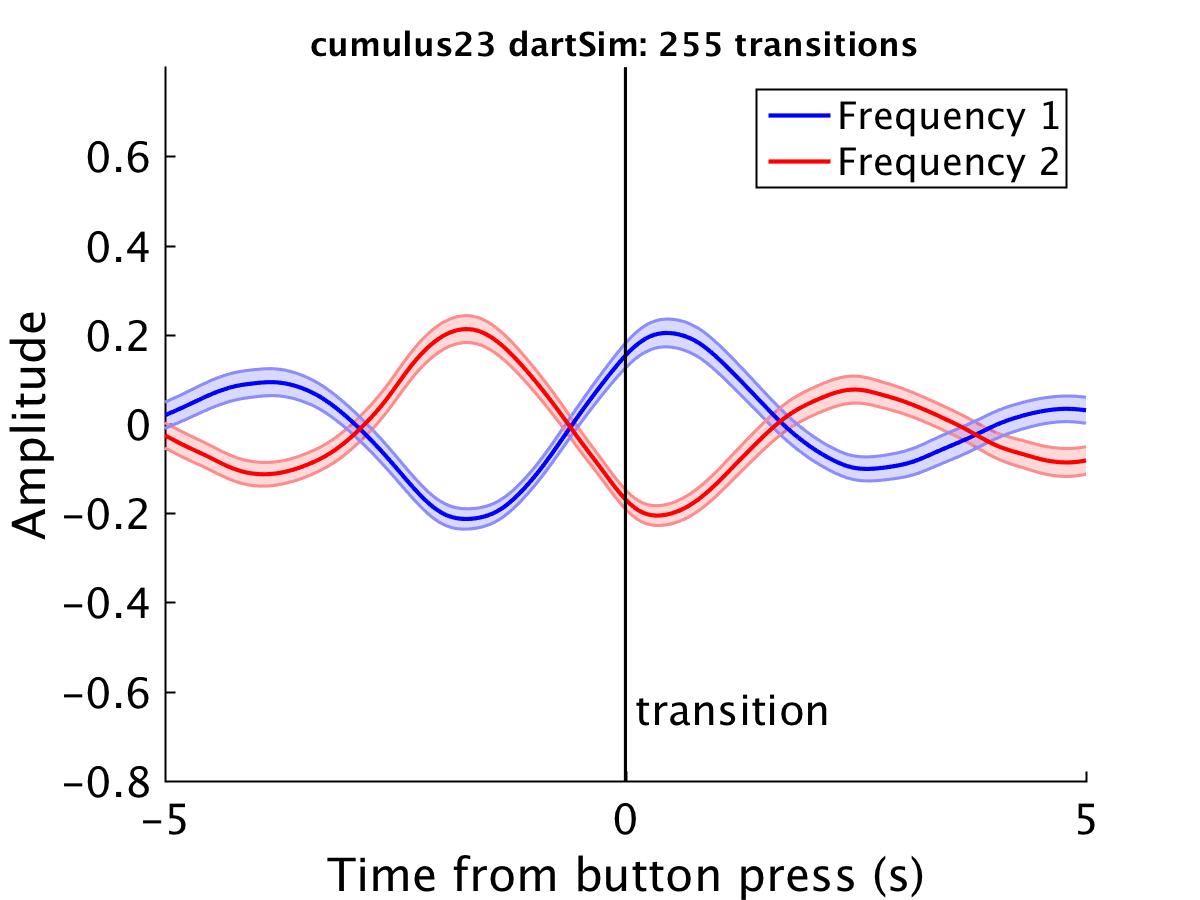 cumulus23 dartSim: 255 transitions
Frequency 1
Frequency 2
0.6
0.4
0.2
0
−0.2
−0.4
−0.6
−0.8
Amplitude
transition
−5
0
5
Time from button press (s)